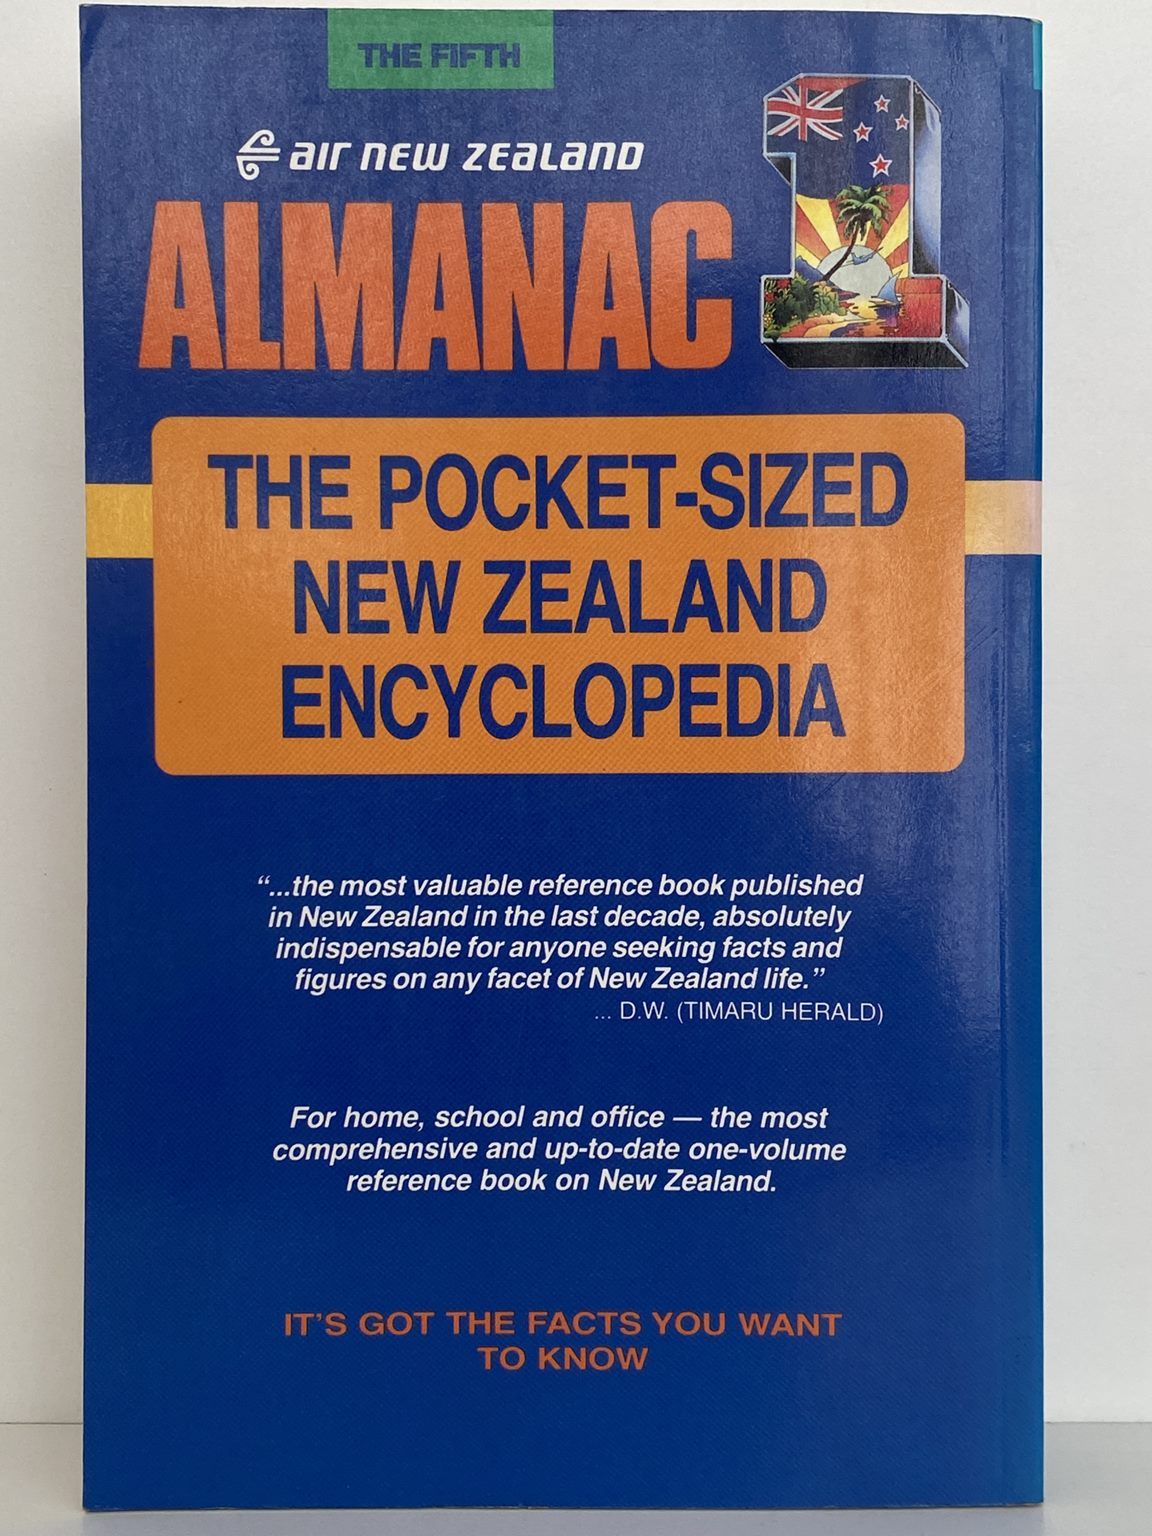 THE FIFTH
air new zealand
ALMANAC
1
THE POCKET-SIZED
NEW ZEALAND
ENCYCLOPEDIA
“...the most valuable reference book published
in New Zealand in the last decade, absolutely
indispensable for anyone seeking facts and
figures on any facet of New Zealand life.”
... D.W. (TIMARU HERALD)
For home, school and office — the most
comprehensive and up-to-date one-volume
reference book on New Zealand.
IT'S GOT THE FACTS YOU WANT
TO KNOW